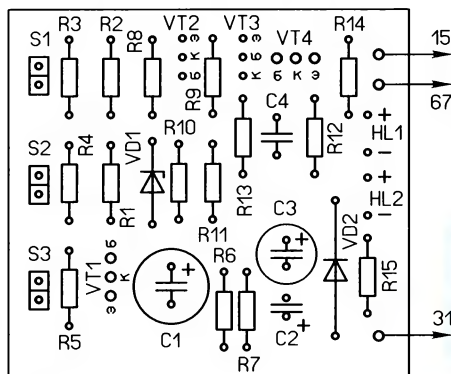 S1 R3 R2 R8 VT2 VT3 VT4 R14 15
э к б
э б к
б к э
R9 C4 67
S2 R4 VD1 R10 R13 R12 HL1 + −
R1 R11 HL2 + −
S3 VT1 б к э C3 + VD2
R6 R15
R5 C1 + C2 + 31
R7